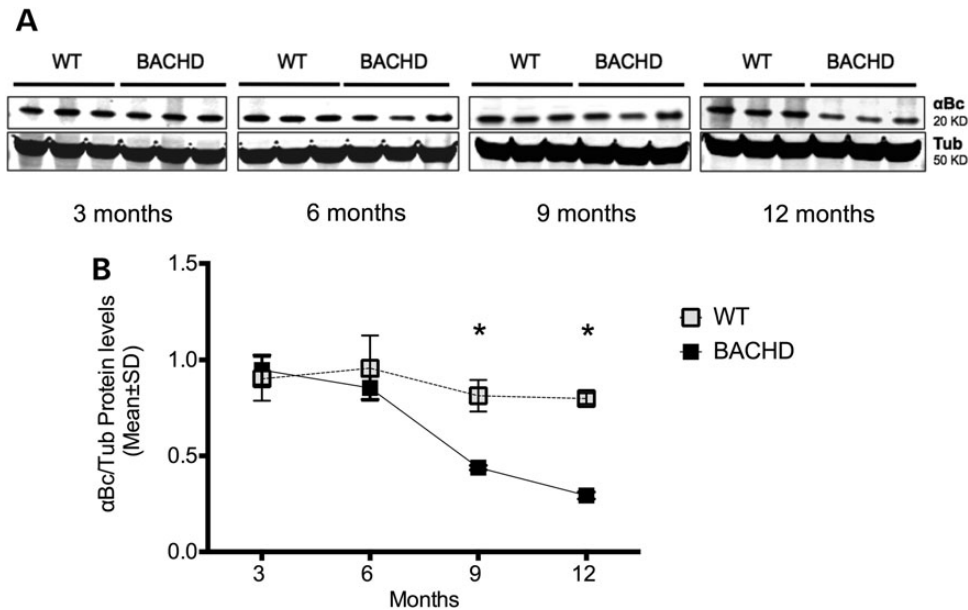 A
WT BACHD WT BACHD WT BACHD WT BACHD
αBc
20 KD
Tub
50 KD
3 months 6 months 9 months 12 months
B
αBc/Tub Protein levels
(Mean±SD)
1.5
1.0
0.5
0.0
* *
WT
BACHD
3 6 9 12
Months